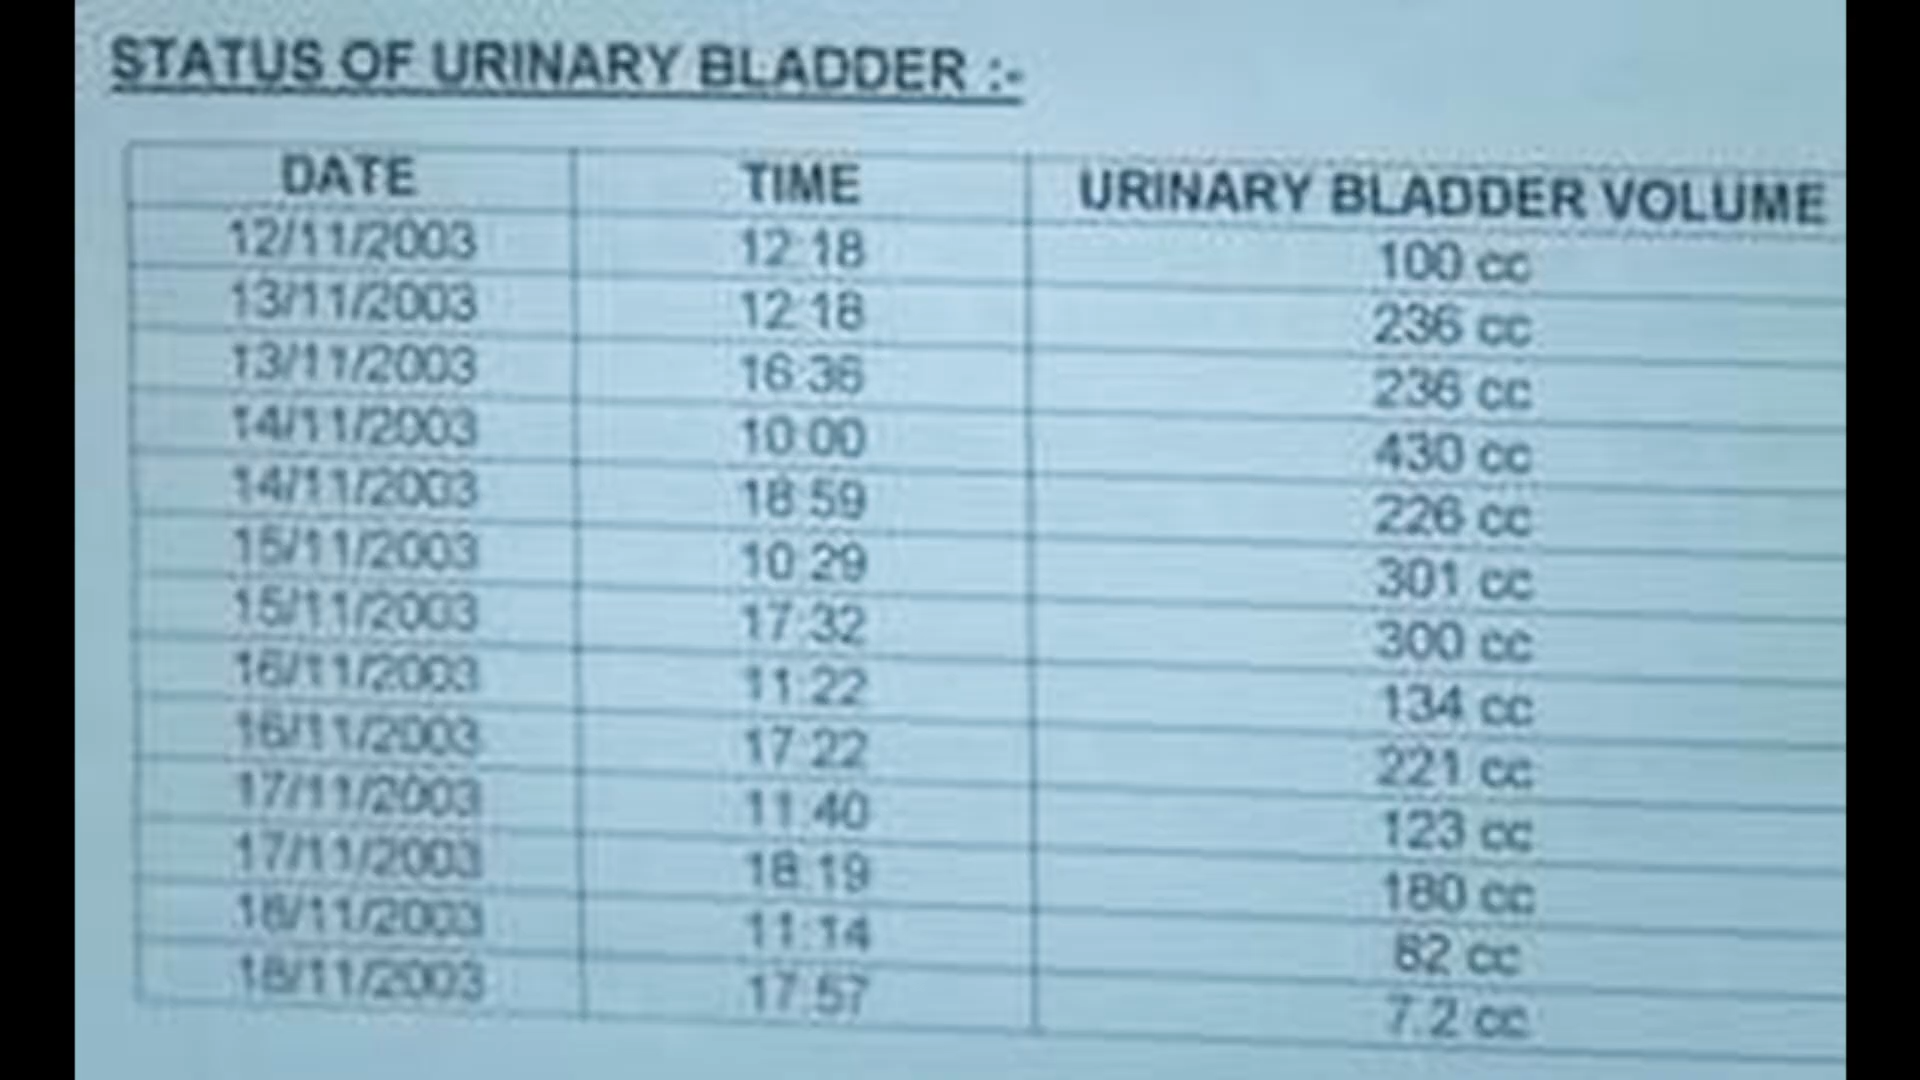 STATUS OF URINARY BLADDER :-
DATE TIME URINARY BLADDER VOLUME
12/11/2003 12:18 100 cc
13/11/2003 12:18 236 cc
13/11/2003 16:36 236 cc
14/11/2003 10:00 430 cc
14/11/2003 18:59 226 cc
15/11/2003 10:29 301 cc
15/11/2003 17:32 300 cc
16/11/2003 11:22 134 cc
16/11/2003 17:22 221 cc
17/11/2003 11:40 123 cc
17/11/2003 18:19 180 cc
18/11/2003 11:14 82 cc
18/11/2003 17:57 7.2 cc